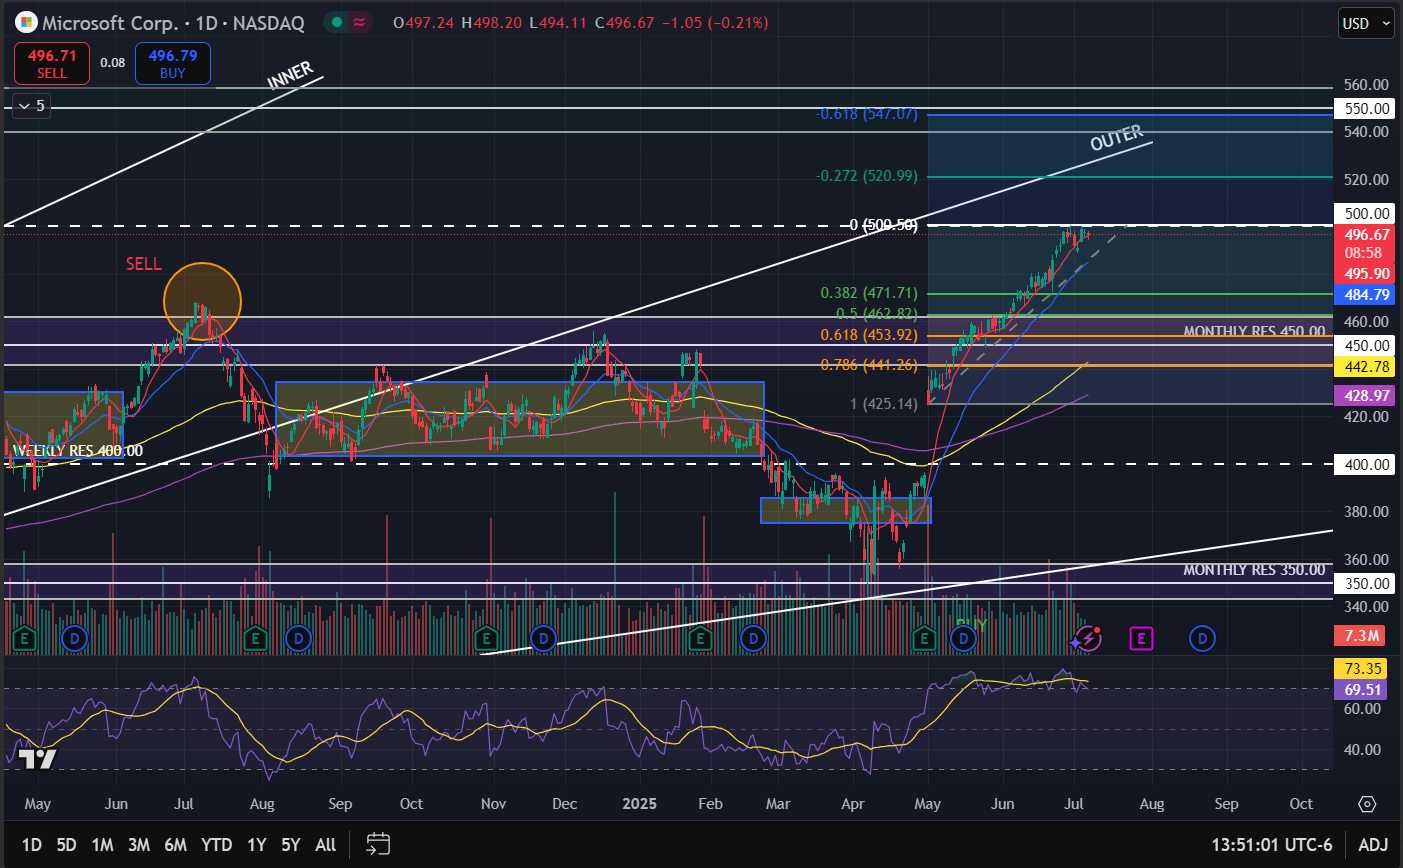 Microsoft Corp. · 1D · NASDAQ
O497.24 H498.20 L494.11 C496.67 −1.05 (−0.21%)
USD
496.71
SELL
0.08
496.79
BUY
5
INNER
OUTER
SELL
-0.618 (547.07)
-0.272 (520.99)
0 (500.50)
0.382 (471.71)
0.5 (462.82)
0.618 (453.92)
0.786 (441.26)
1 (425.14)
MONTHLY RES 450.00
WEEKLY RES 400.00
MONTHLY RES 350.00
BUY
560.00
550.00
540.00
520.00
500.00
496.67
08:58
495.90
484.79
460.00
450.00
442.78
428.97
420.00
400.00
380.00
360.00
350.00
340.00
7.3M
E D E D E D E D E D E D
73.35
69.51
60.00
40.00
May Jun Jul Aug Sep Oct Nov Dec 2025 Feb Mar Apr May Jun Jul Aug Sep Oct
1D 5D 1M 3M 6M YTD 1Y 5Y All
13:51:01 UTC-6
ADJ